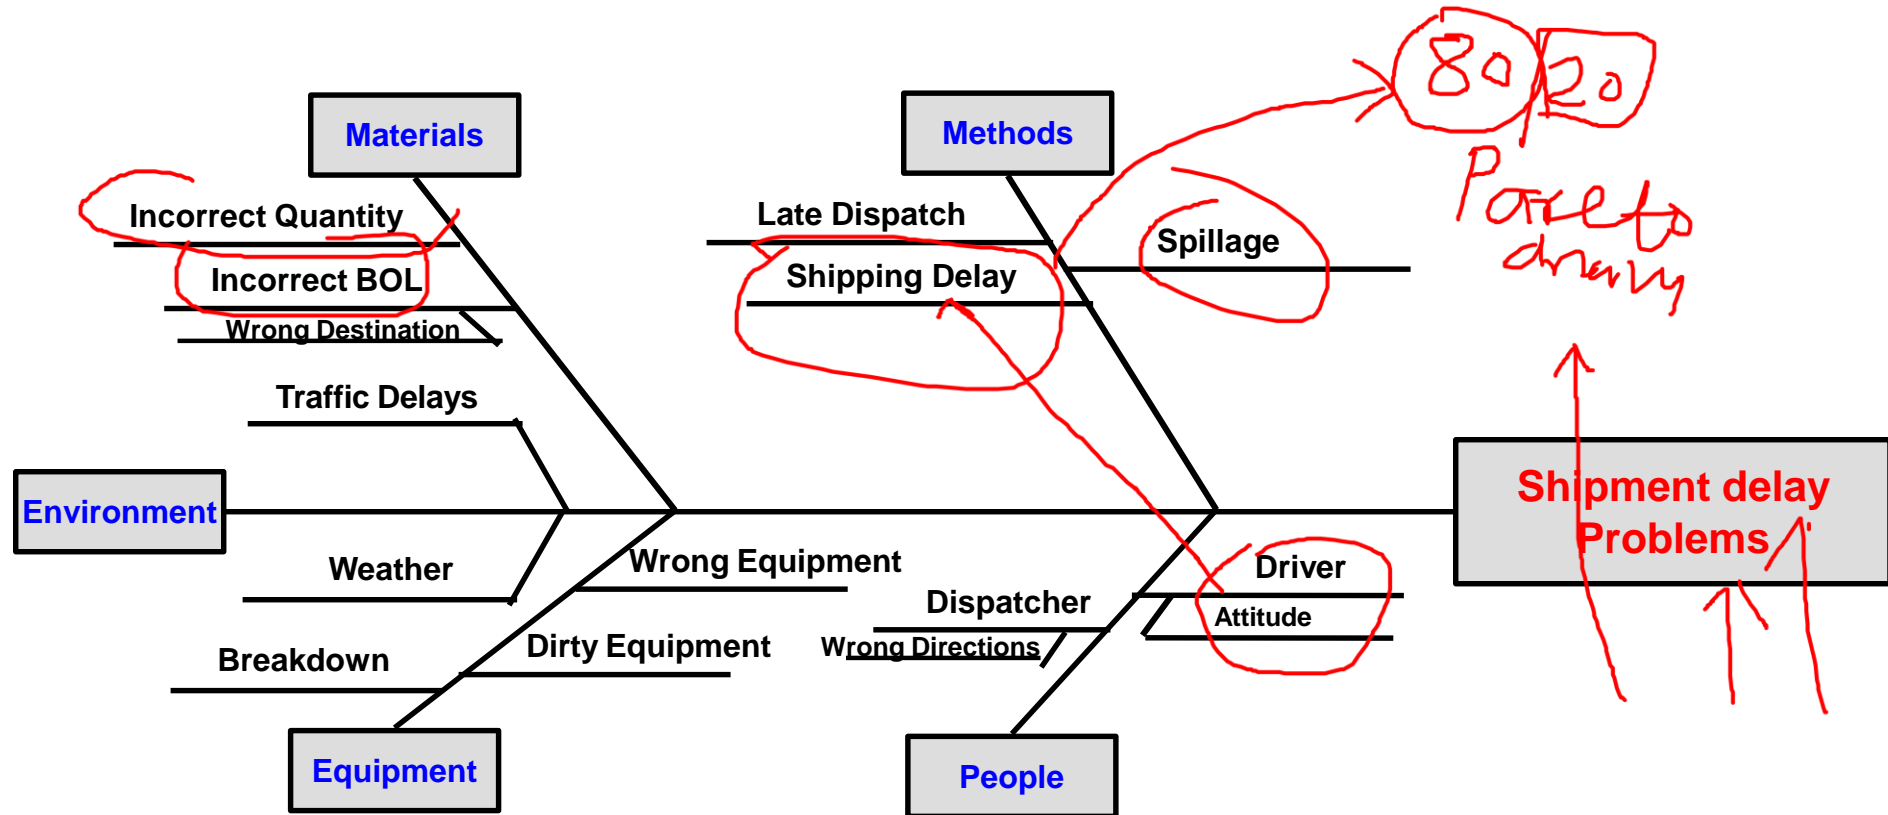 80/20
Pareto
Materials
Methods
Incorrect Quantity
Late Dispatch
Spillage
Incorrect BOL
Shipping Delay
Wrong Destination
Traffic Delays
Environment
Shipment delay
Problems
Weather
Wrong Equipment
Driver
Dispatcher
Attitude
Breakdown
Dirty Equipment
Wrong Directions
Equipment
People